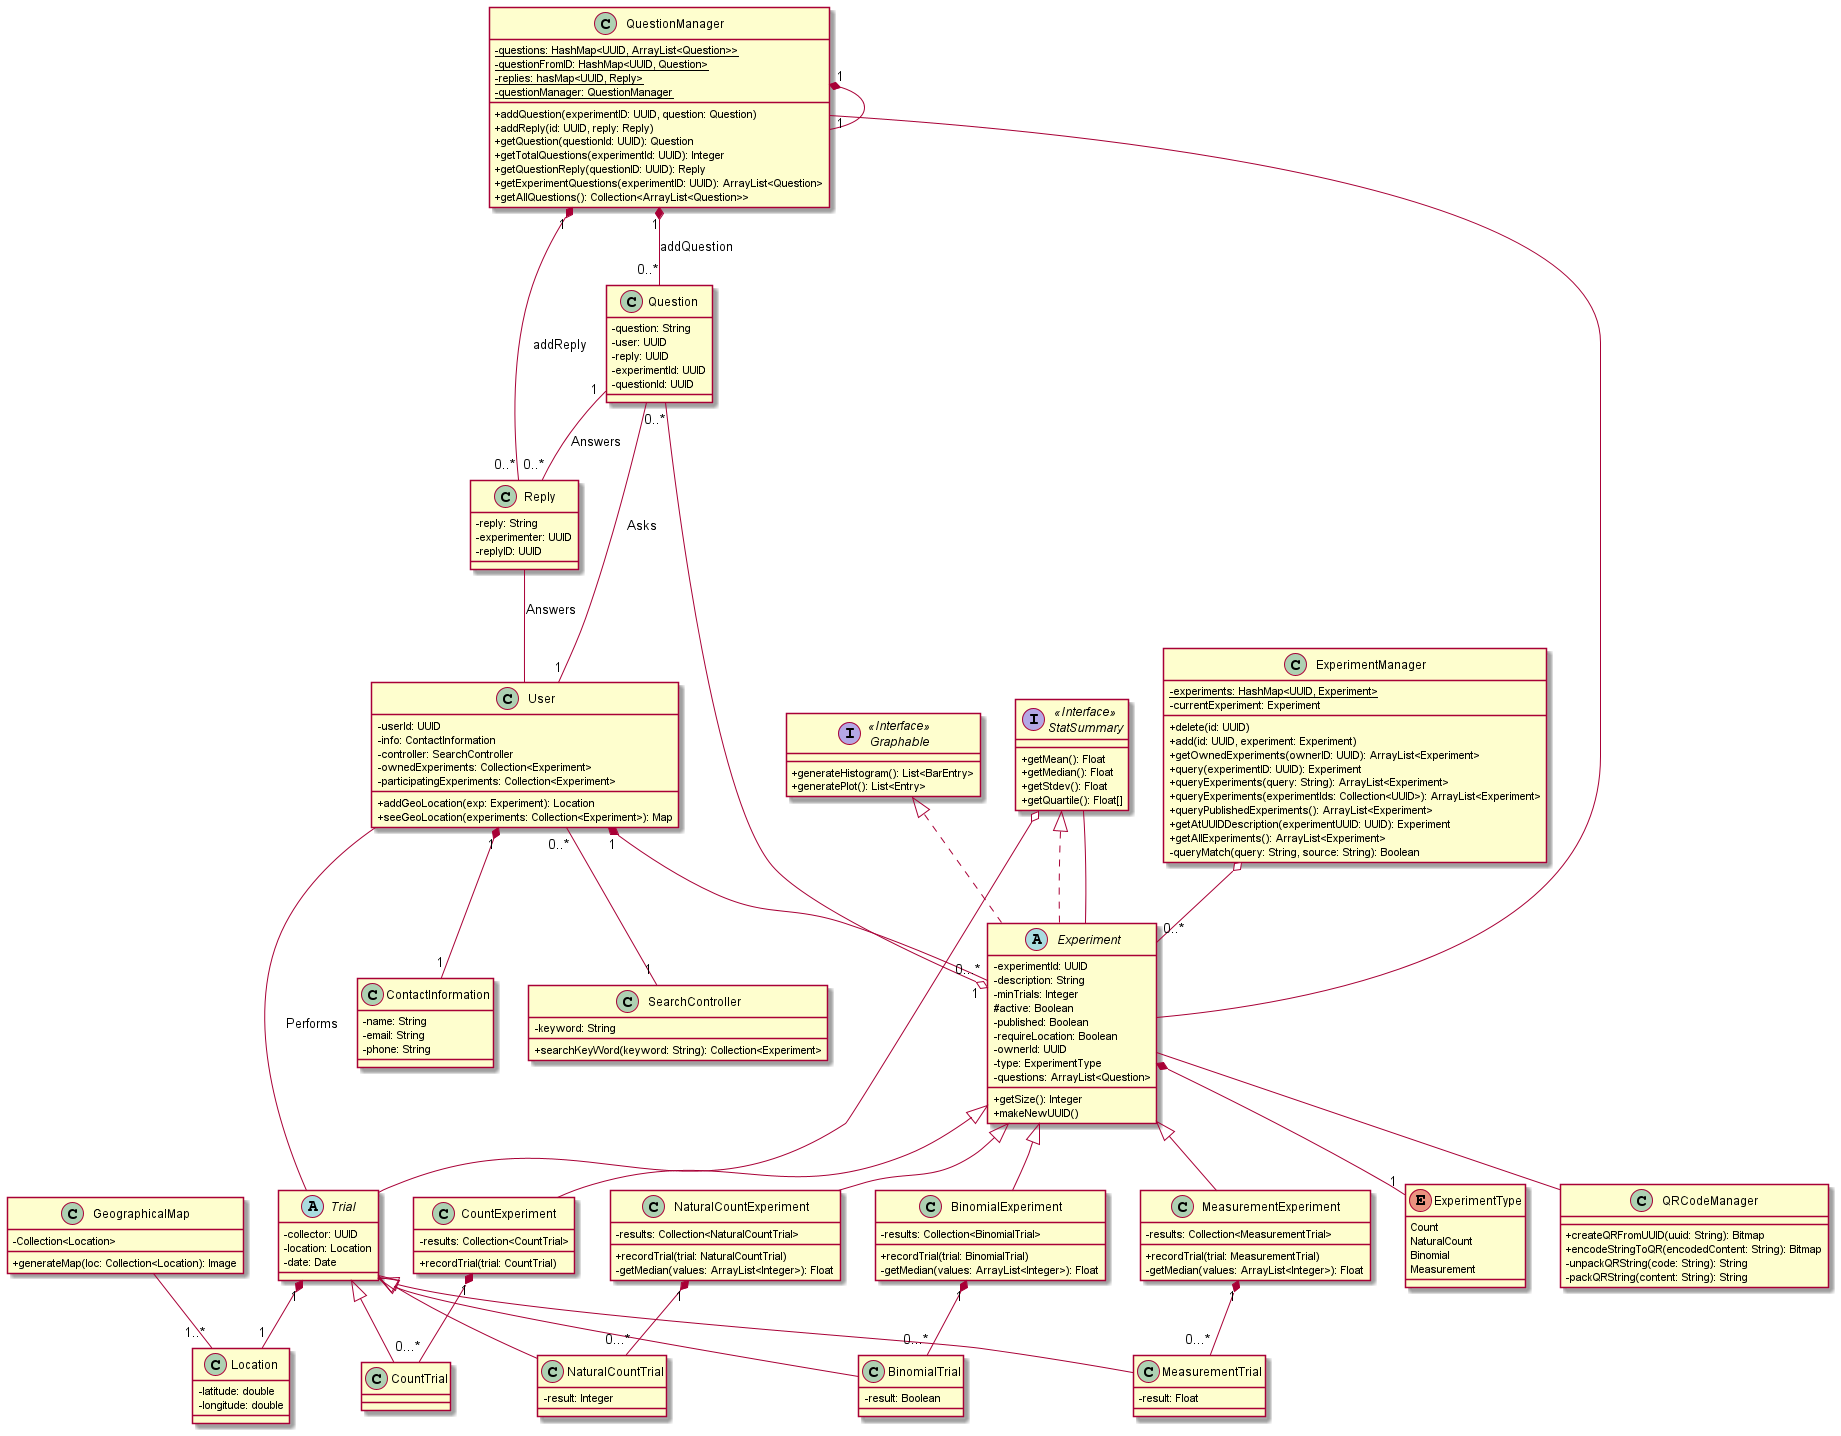 C QuestionManager
-questions: HashMap<UUID, ArrayList<Question>>
-questionFromID: HashMap<UUID, Question>
-replies: hasMap<UUID, Reply>
-questionManager: QuestionManager
+addQuestion(experimentID: UUID, question: Question)
+addReply(id: UUID, reply: Reply)
+getQuestion(questionId: UUID): Question
+getTotalQuestions(experimentId: UUID): Integer
+getQuestionReply(questionID: UUID): Reply
+getExperimentQuestions(experimentID: UUID): ArrayList<Question>
+getAllQuestions(): Collection<ArrayList<Question>>
1
1
1
1
addQuestion
0..*
C Question
-question: String
-user: UUID
-reply: UUID
-experimentId: UUID
-questionId: UUID
addReply
1
0..*
Answers
0..*
0..*
C Reply
-reply: String
-experimenter: UUID
-replyID: UUID
Asks
Answers
1
C User
-userId: UUID
-info: ContactInformation
-controller: SearchController
-ownedExperiments: Collection<Experiment>
-participatingExperiments: Collection<Experiment>
+addGeoLocation(exp: Experiment): Location
+seeGeoLocation(experiments: Collection<Experiment>): Map
1
0..*
1
I «Interface»
Graphable
+generateHistogram(): List<BarEntry>
+generatePlot(): List<Entry>
I «Interface»
StatSummary
+getMean(): Float
+getMedian(): Float
+getStdev(): Float
+getQuartile(): Float[]
C ExperimentManager
-experiments: HashMap<UUID, Experiment>
-currentExperiment: Experiment
+delete(id: UUID)
+add(id: UUID, experiment: Experiment)
+getOwnedExperiments(ownerID: UUID): ArrayList<Experiment>
+query(experimentID: UUID): Experiment
+queryExperiments(query: String): ArrayList<Experiment>
+queryExperiments(experimentIds: Collection<UUID>): ArrayList<Experiment>
+queryPublishedExperiments(): ArrayList<Experiment>
+getAtUUIDDescription(experimentUUID: UUID): Experiment
+getAllExperiments(): ArrayList<Experiment>
-queryMatch(query: String, source: String): Boolean
0..*
1
1
0..*
1
C ContactInformation
-name: String
-email: String
-phone: String
C SearchController
-keyword: String
+searchKeyWord(keyword: String): Collection<Experiment>
A Experiment
-experimentId: UUID
-description: String
-minTrials: Integer
#active: Boolean
-published: Boolean
-requireLocation: Boolean
-ownerId: UUID
-type: ExperimentType
-questions: ArrayList<Question>
+getSize(): Integer
+makeNewUUID()
Performs
1
C GeographicalMap
-Collection<Location>
+generateMap(loc: Collection<Location): Image
A Trial
-collector: UUID
-location: Location
-date: Date
C CountExperiment
-results: Collection<CountTrial>
+recordTrial(trial: CountTrial)
C NaturalCountExperiment
-results: Collection<NaturalCountTrial>
+recordTrial(trial: NaturalCountTrial)
-getMedian(values: ArrayList<Integer>): Float
C BinomialExperiment
-results: Collection<BinomialTrial>
+recordTrial(trial: BinomialTrial)
-getMedian(values: ArrayList<Integer>): Float
C MeasurementExperiment
-results: Collection<MeasurementTrial>
+recordTrial(trial: MeasurementTrial)
-getMedian(values: ArrayList<Integer>): Float
E ExperimentType
Count
NaturalCount
Binomial
Measurement
C QRCodeManager
+createQRFromUUID(uuid: String): Bitmap
+encodeStringToQR(encodedContent: String): Bitmap
-unpackQRString(code: String): String
-packQRString(content: String): String
1
1
1
1
1
1..*
1
0...*
0...*
0...*
0...*
C Location
-latitude: double
-longitude: double
C CountTrial
C NaturalCountTrial
-result: Integer
C BinomialTrial
-result: Boolean
C MeasurementTrial
-result: Float